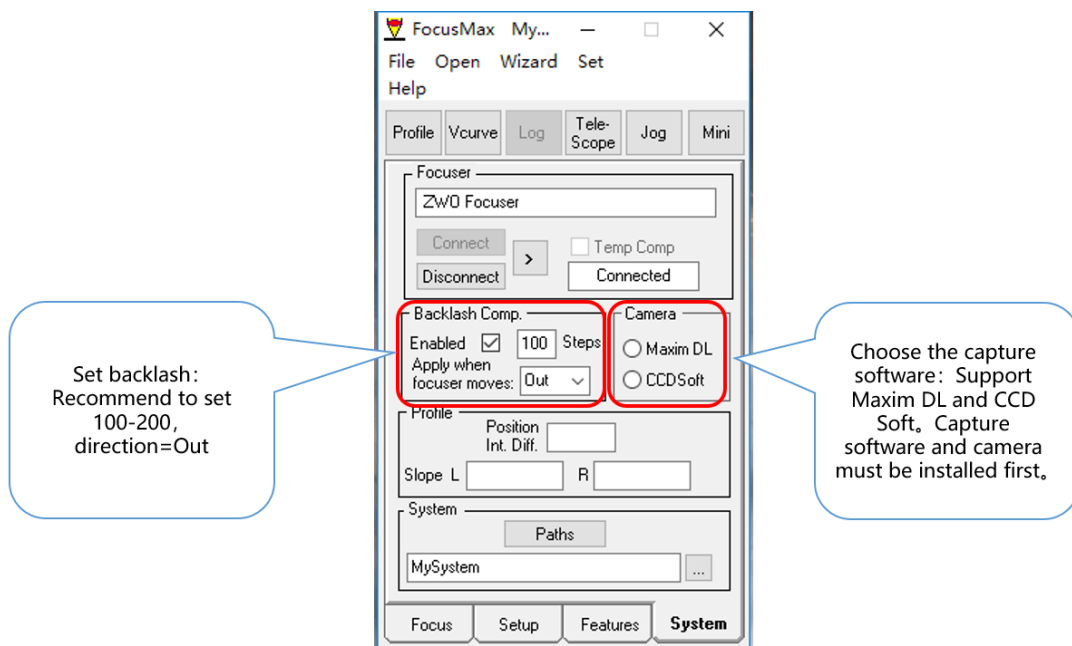 FocusMax My...
File Open Wizard Set
Help
Profile Vcurve Log Tele-
Scope Jog Mini
Focuser
ZWO Focuser
Connect
>
Temp Comp
Disconnect
Connected
Backlash Comp.
Enabled 100 Steps
Apply when
focuser moves: Out
Camera
Maxim DL
CCDSoft
Profile
Position
Int. Diff.
Slope L R
System
Paths
MySystem ...
Focus Setup Features System
Set backlash：
Recommend to set
100-200，
direction=Out
Choose the capture
software：Support
Maxim DL and CCD
Soft。Capture
software and camera
must be installed first。